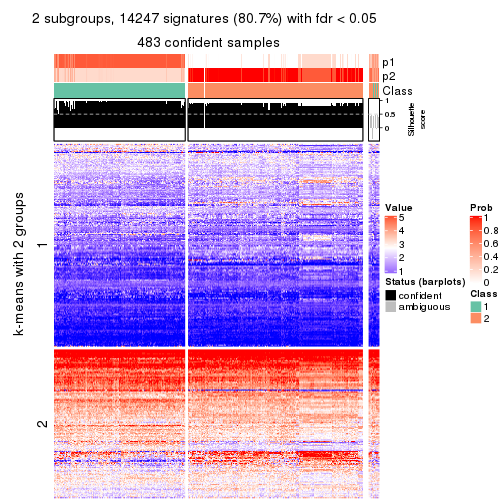 2 subgroups, 14247 signatures (80.7%) with fdr < 0.05
483 confident samples
p1
p2
Class
1
0.5
0
Silhouette
score
k-means with 2 groups
1
2
Value
5
4
3
2
1
Status (barplots)
confident
ambiguous
Prob
1
0.8
0.6
0.4
0.2
0
Class
1
2